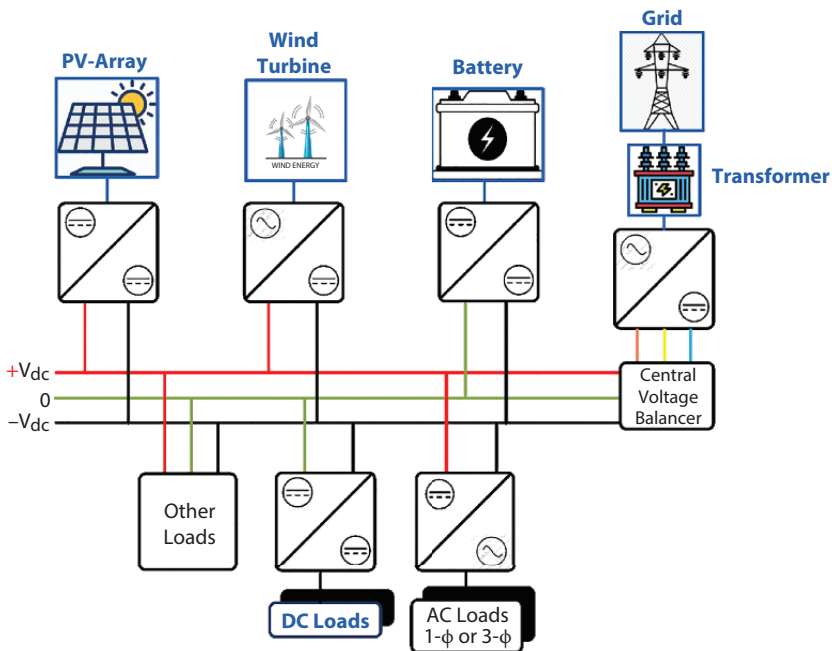 PV-Array
Wind
Turbine
WIND ENERGY
Battery
Grid
Transformer
+Vdc
0
−Vdc
Central
Voltage
Balancer
Other
Loads
DC Loads
AC Loads
1-ϕ or 3-ϕ